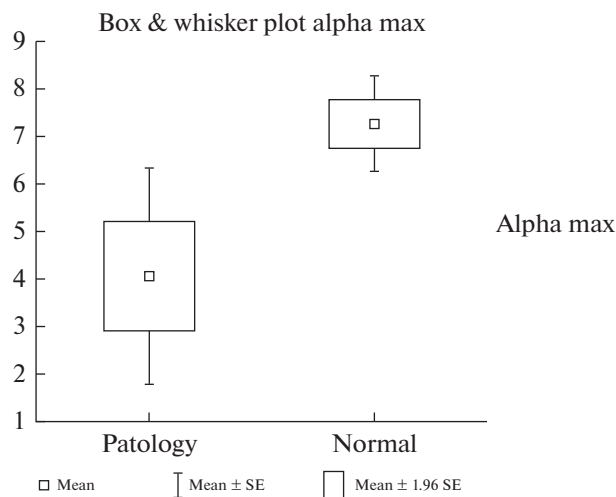 Box & whisker plot alpha max
9
8
7
6
5
4
3
2
1
Alpha max
Patology Normal
Mean Mean ± SE Mean ± 1.96 SE